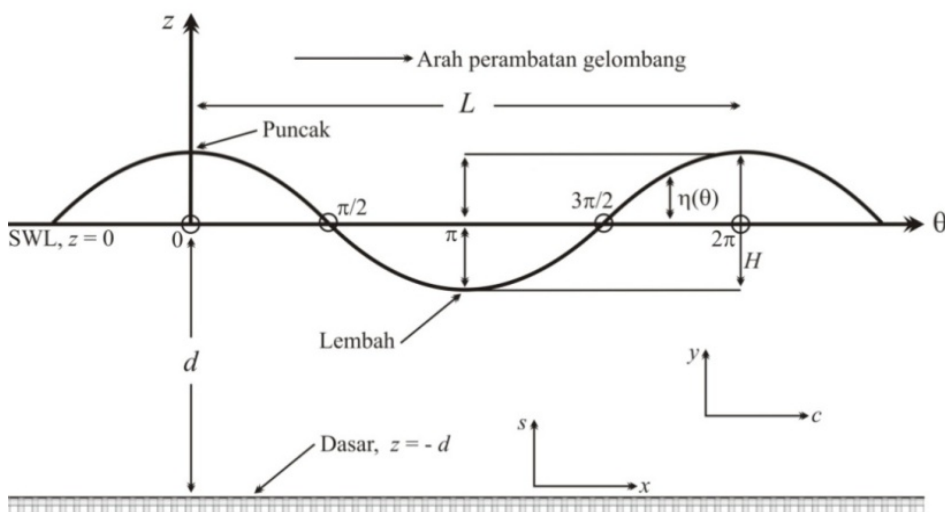 z
Arah perambatan gelombang
L
Puncak
π/2
3π/2
η(θ)
θ
SWL, z = 0
0
π
2π
H
Lembah
d
y
c
s
Dasar, z = - d
x